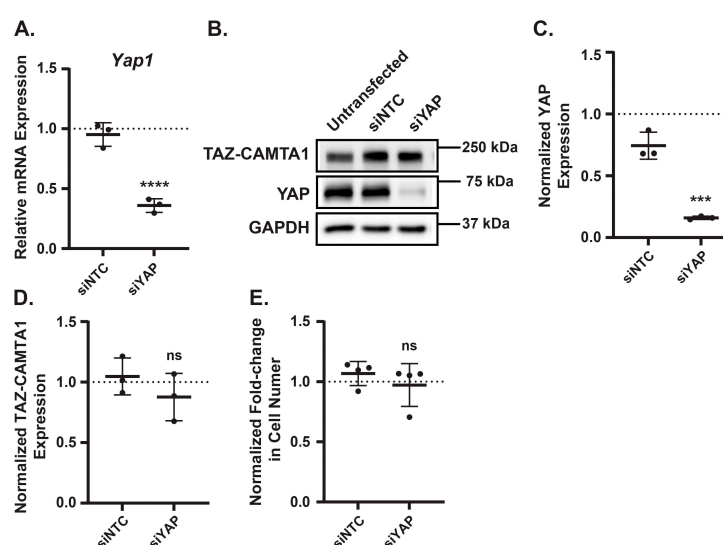 A.
Yap1
Relative mRNA Expression
1.5
1.0
0.5
0.0
****
siNTC
siYAP
B.
Untransfected
siNTC
siYAP
TAZ-CAMTA1
250 kDa
YAP
75 kDa
GAPDH
37 kDa
C.
Normalized YAP
Expression
1.5
1.0
0.5
0.0
***
siNTC
siYAP
D.
Normalized TAZ-CAMTA1
Expression
1.5
1.0
0.5
0.0
ns
siNTC
siYAP
E.
Normalized Fold-change
in Cell Numer
1.5
1.0
0.5
0.0
ns
siNTC
siYAP